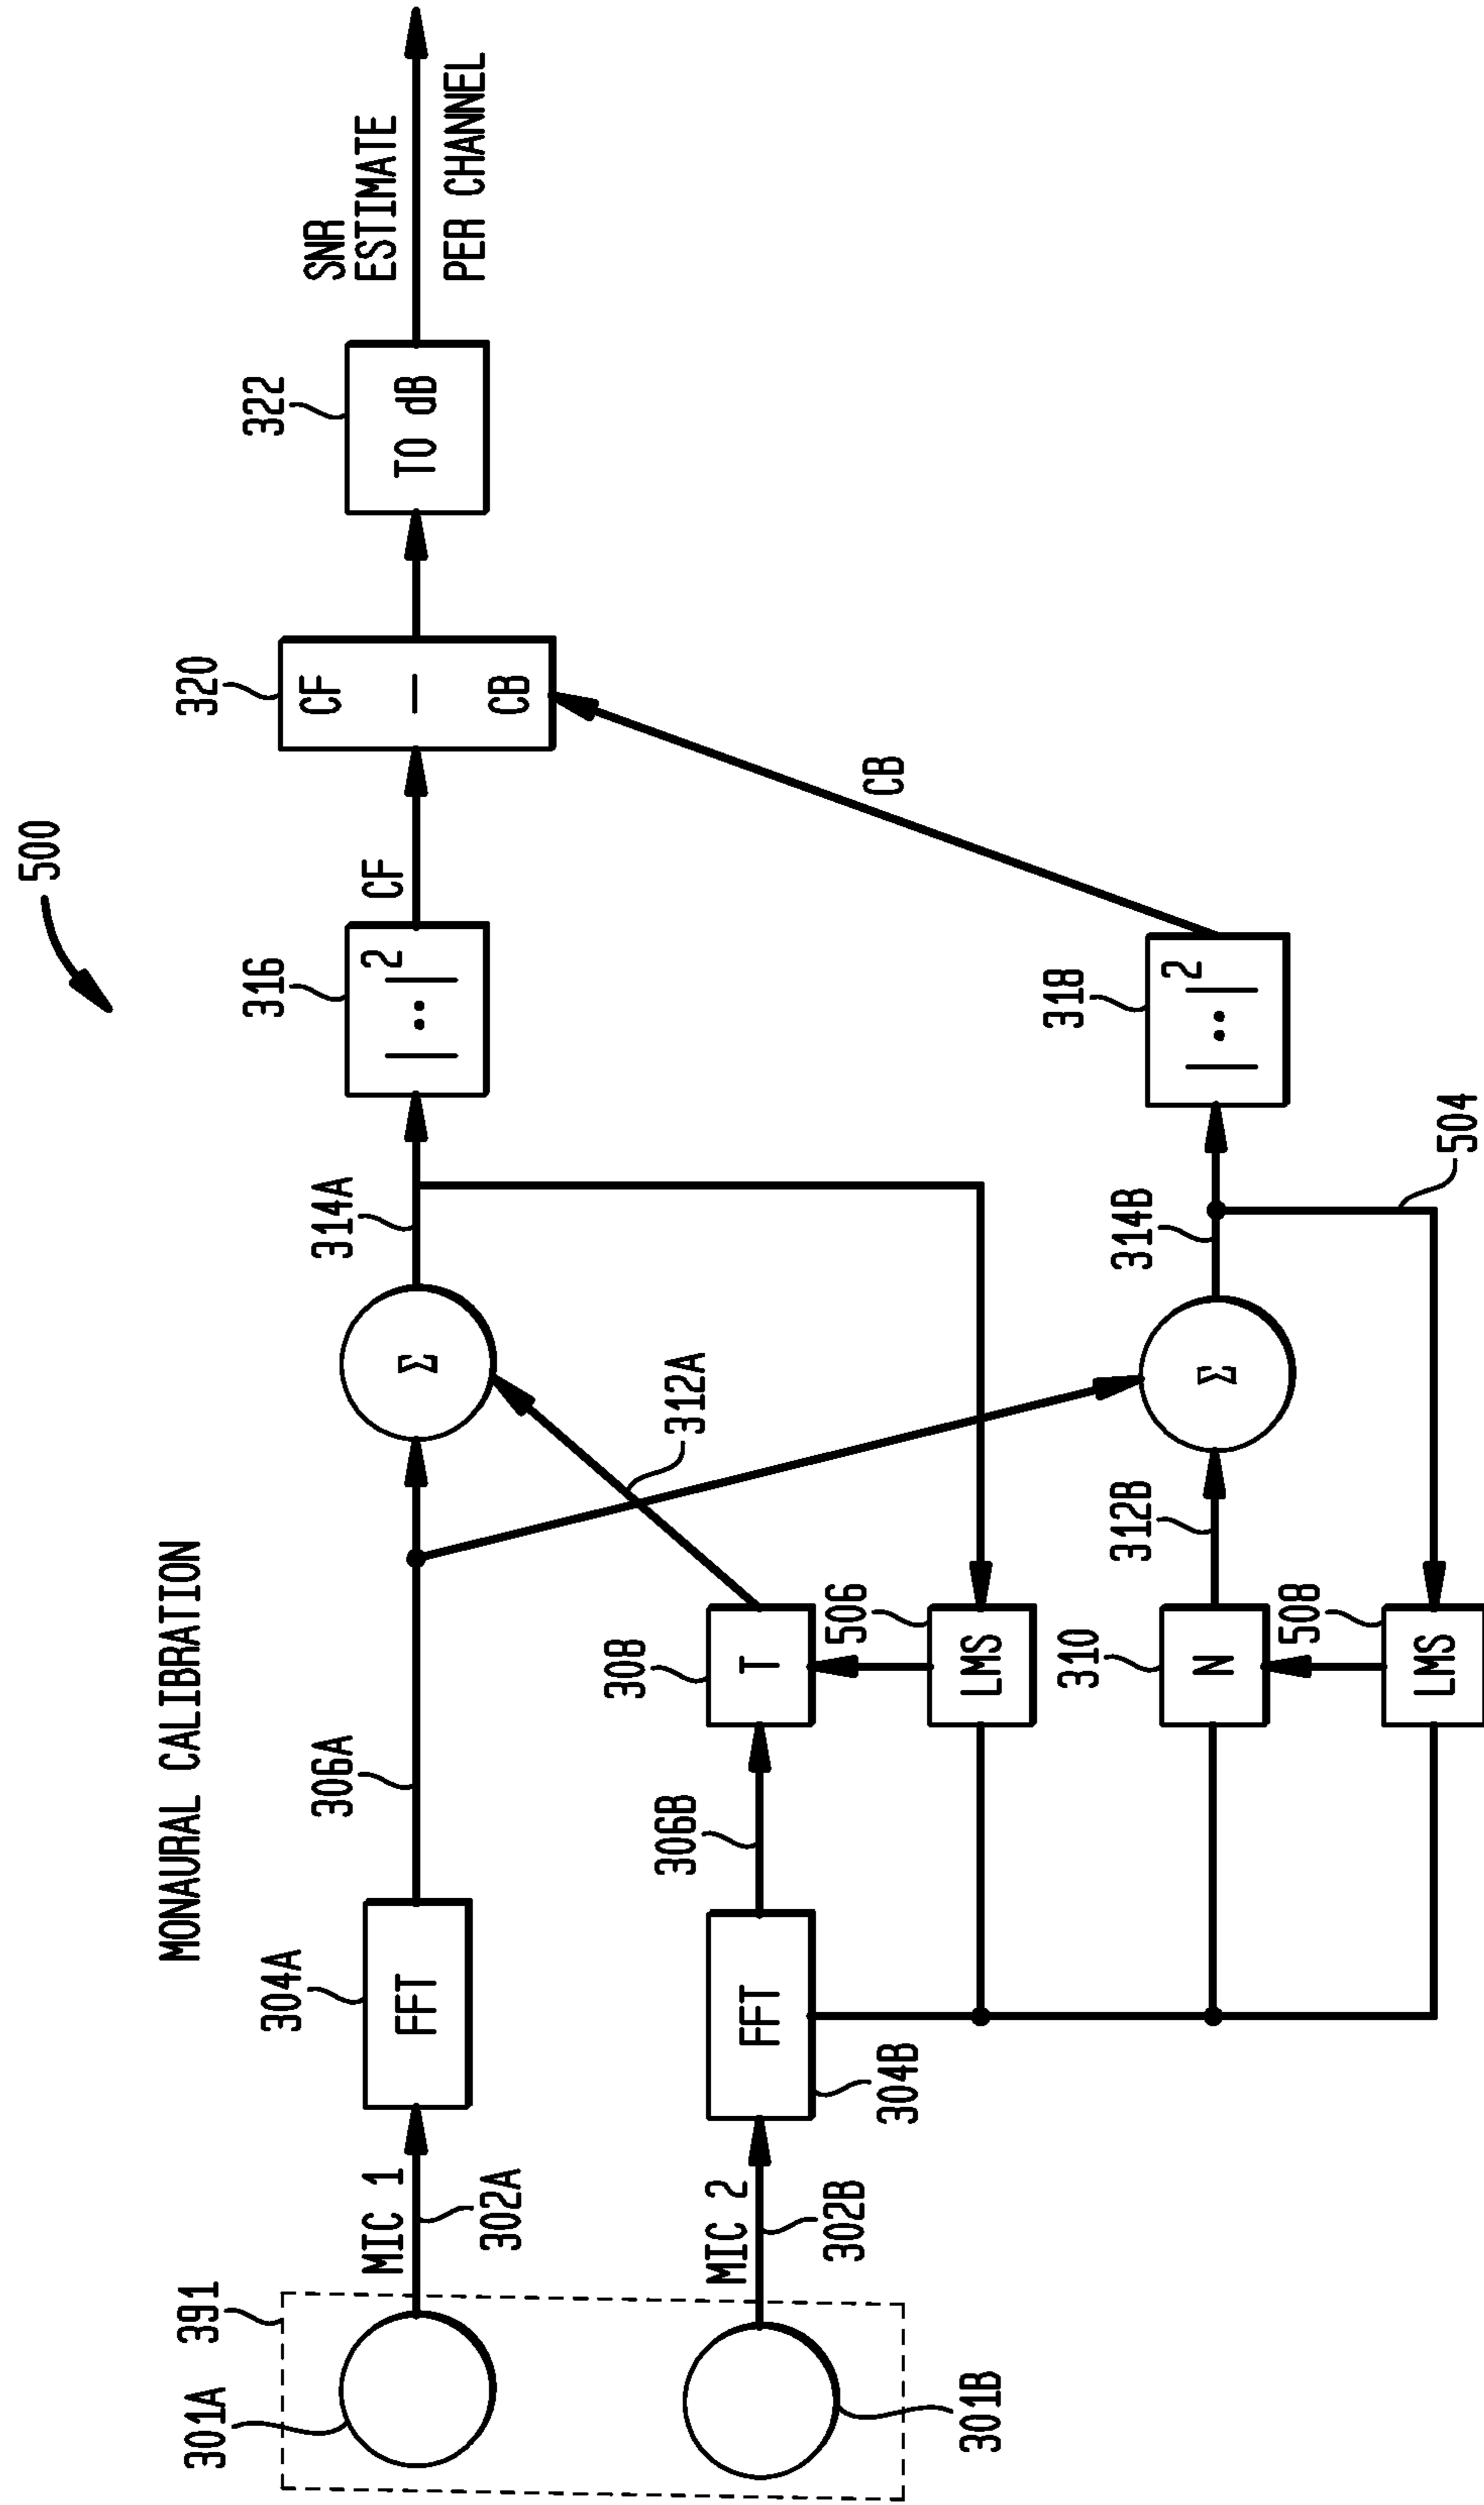 500
MONAURAL CALIBRATION
391
301A
MIC 1
302A
304A
FFT
306A
Σ
314A
316
|..|2
CF
320
CF
—
CB
322
TO dB
SNR
ESTIMATE
PER CHANNEL
301B
MIC 2
302B
304B
FFT
306B
308B
T
312A
506
LMS
310
N
312B
508
LMS
Σ
314B
504
318
|..|2
CB